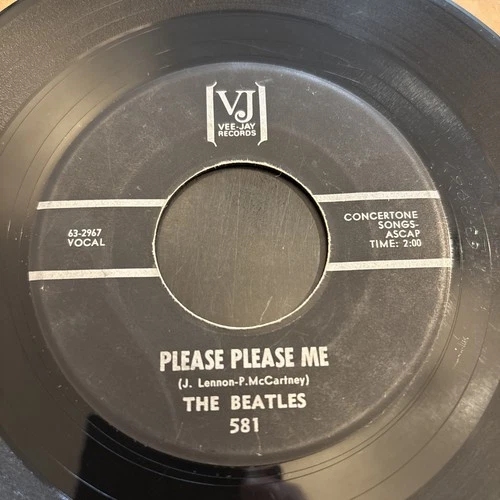 VJ
VEE-JAY
RECORDS
63-2967
VOCAL
CONCERTONE
SONGS-
ASCAP
TIME: 2:00
PLEASE PLEASE ME
(J. Lennon-P.McCartney)
THE BEATLES
581